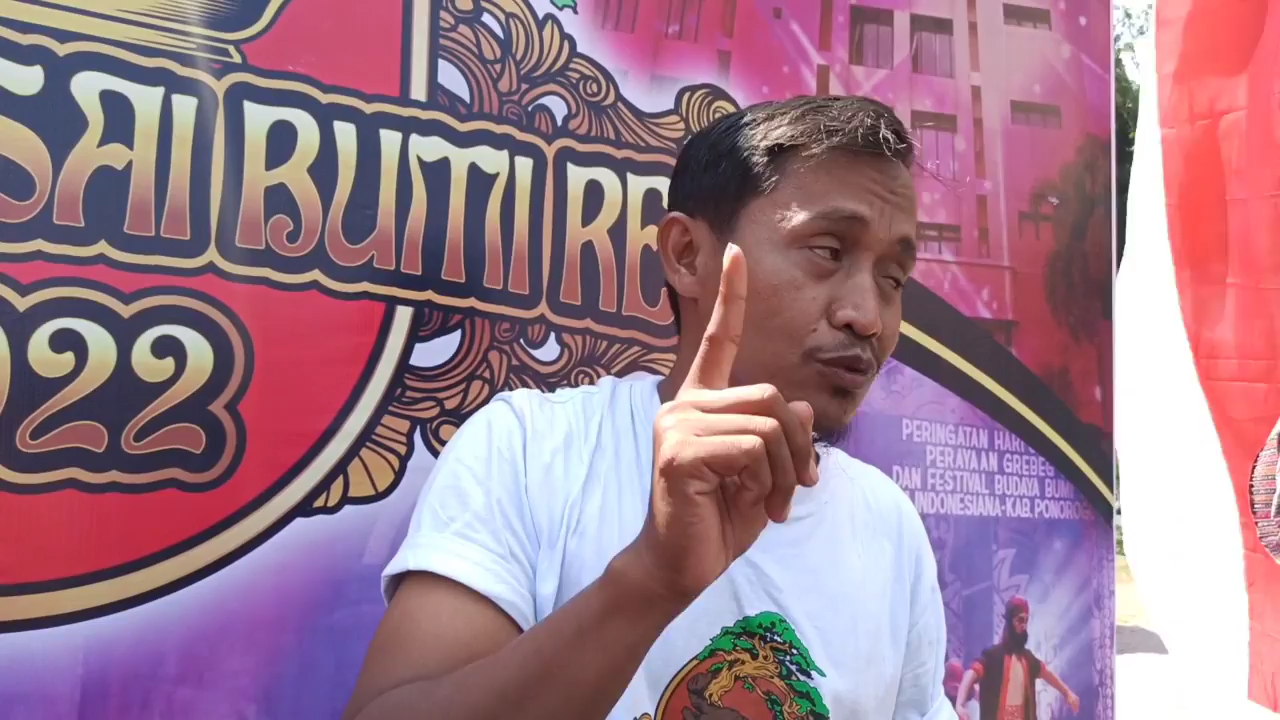 SAI BUMI RE
022
PERINGATAN HARI
PERAYAAN GREBEG
DAN FESTIVAL BUDAYA BUMI
INDONESIANA-KAB. PONOROGO